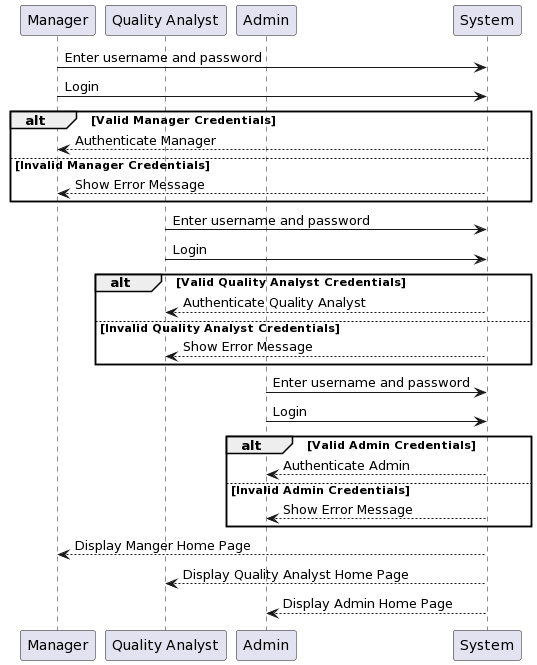 Manager Quality Analyst Admin System
Enter username and password
Login
alt [Valid Manager Credentials]
Authenticate Manager
[Invalid Manager Credentials]
Show Error Message
Enter username and password
Login
alt [Valid Quality Analyst Credentials]
Authenticate Quality Analyst
[Invalid Quality Analyst Credentials]
Show Error Message
Enter username and password
Login
alt [Valid Admin Credentials]
Authenticate Admin
[Invalid Admin Credentials]
Show Error Message
Display Manger Home Page
Display Quality Analyst Home Page
Display Admin Home Page
Manager Quality Analyst Admin System